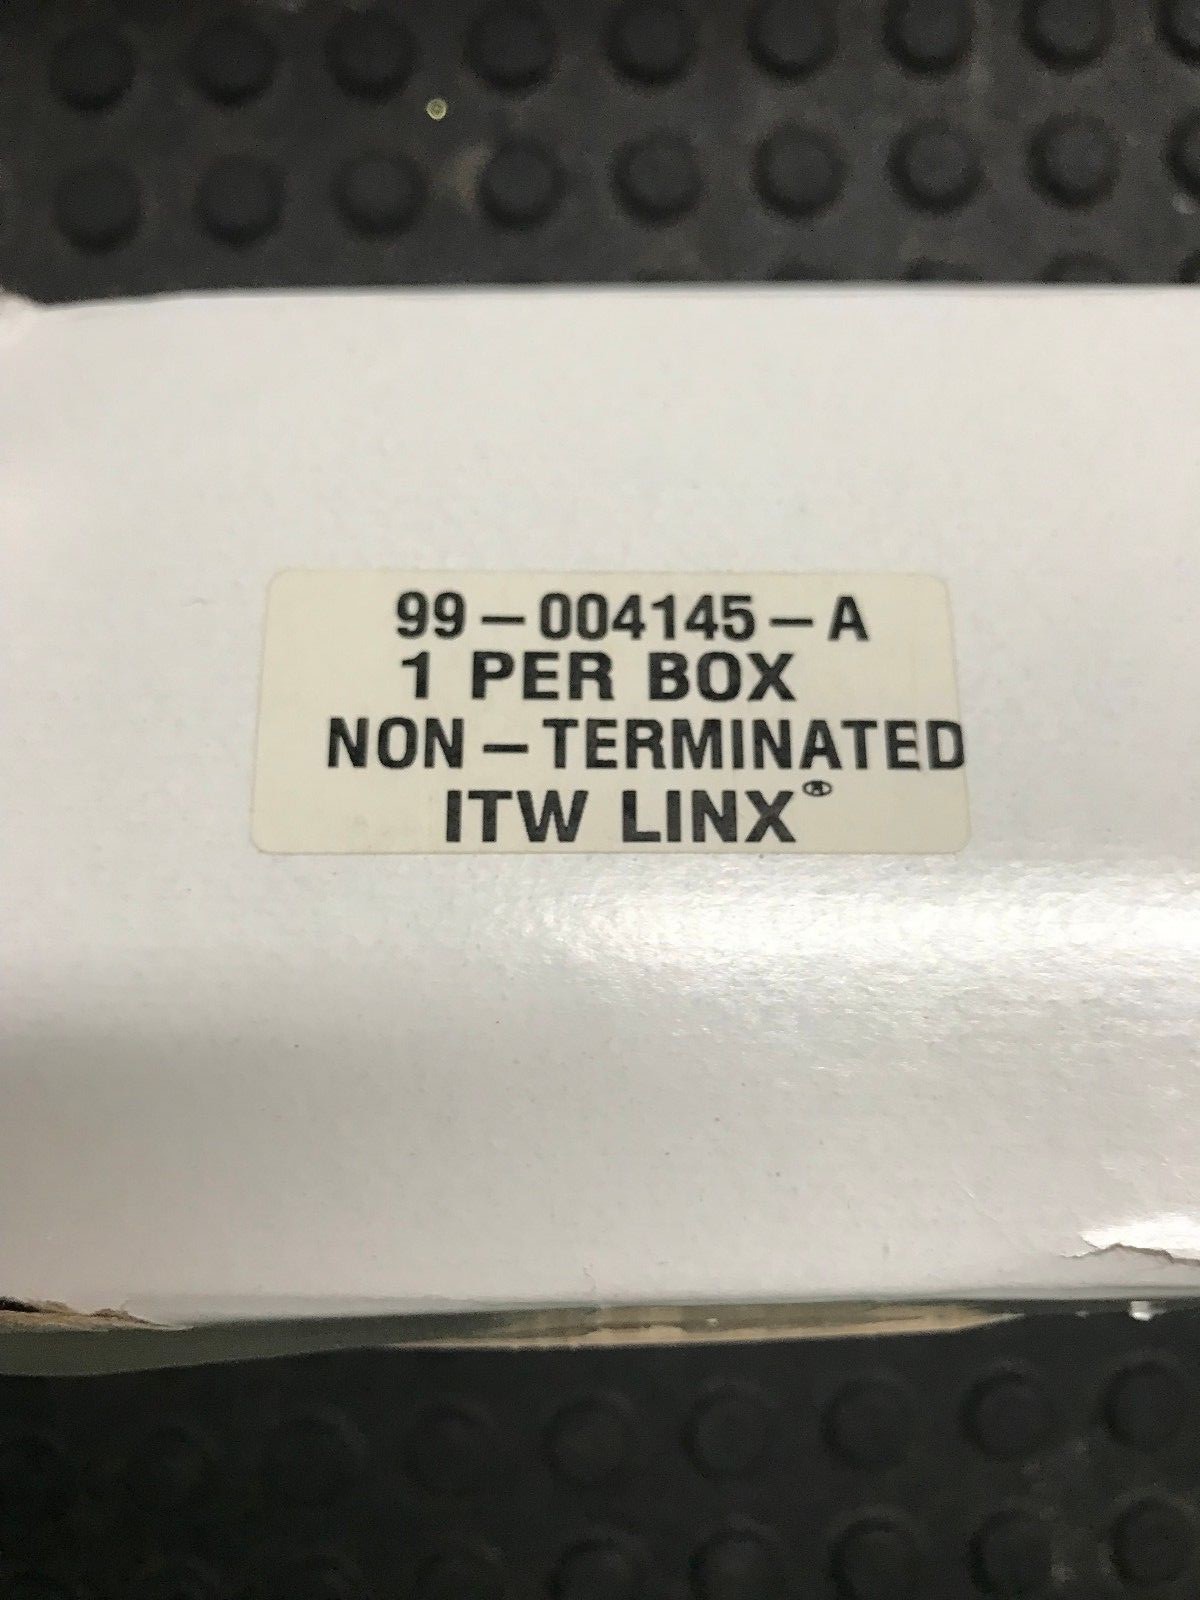 99-004145-A
1 PER BOX
NON-TERMINATED
ITW LINX®